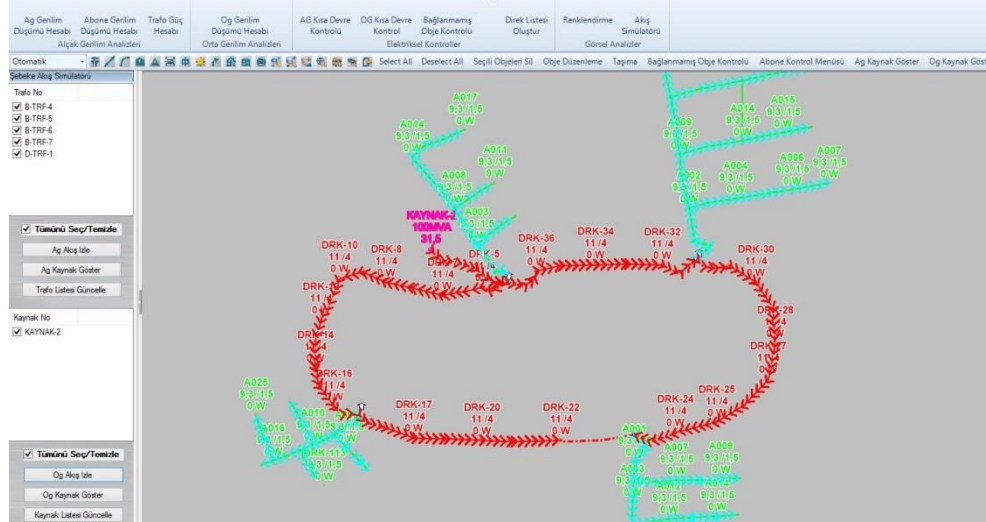 Ag Gerilim Düşümü Hesabı
Abone Gerilim Düşümü Hesabı
Trafo Güç Hesabı
Alçak Gerilim Analizleri
Og Gerilim Düşümü Hesabı
Orta Gerilim Analizleri
AG Kısa Devre Kontrolü
OG Kısa Devre Kontrol
Bağlanmamış Obje Kontrolü
Direk Listesi Oluştur
Elektriksel Kontroller
Renklendirme
Akış Simülatörü
Görsel Analizler
Otomatik
Select All
Deselect All
Seçili Objeleri Sil
Obje Düzenleme
Taşıma
Bağlanmamış Obje Kontrolü
Abone Kontrol Menüsü
Ag Kaynak Göster
Og Kaynak Göst
Şebeke Akış Simülatörü
Trafo No
B-TRF-4
B-TRF-5
B-TRF-6
B-TRF-7
D-TRF-1
Tümünü Seç/Temizle
Ag Akış İzle
Ag Kaynak Göster
Trafo Listesi Güncelle
Kaynak No
KAYNAK-2
Tümünü Seç/Temizle
Og Akış İzle
Og Kaynak Göster
Kaynak Listesi Güncelle
A017
9,3 /1,5
0 W
A014
9,3 /1,5
0 W
A011
9,3 /1,5
0 W
A008
A003
KAYNAK-2
100MVA
31,5
A009
A014
9,3 /1,5
0 W
A015
9,3 /1,5
0 W
A002
A004
9,3 /1,5
0 W
A006
9,3 /1,5
0 W
A007
9,3 /1,5
0 W
DRK-10
11 /4
0 W
DRK-8
11 /4
0 W
DRK-5
DRK-36
11 /4
0 W
DRK-34
11 /4
0 W
DRK-32
11 /4
0 W
DRK-30
11 /4
0 W
DRK-28
DRK-25
11 /4
0 W
DRK-24
11 /4
0 W
DRK-22
11 /4
0 W
DRK-20
11 /4
0 W
DRK-17
11 /4
0 W
DRK-16
11 /4
0 W
A025
9,3 /1,5
0 W
A010
A016
DRK-113
0 W
A001
A007
9,3 /1,5
0 W
A009
9,3 /1,5
0 W
A003
A012
A014